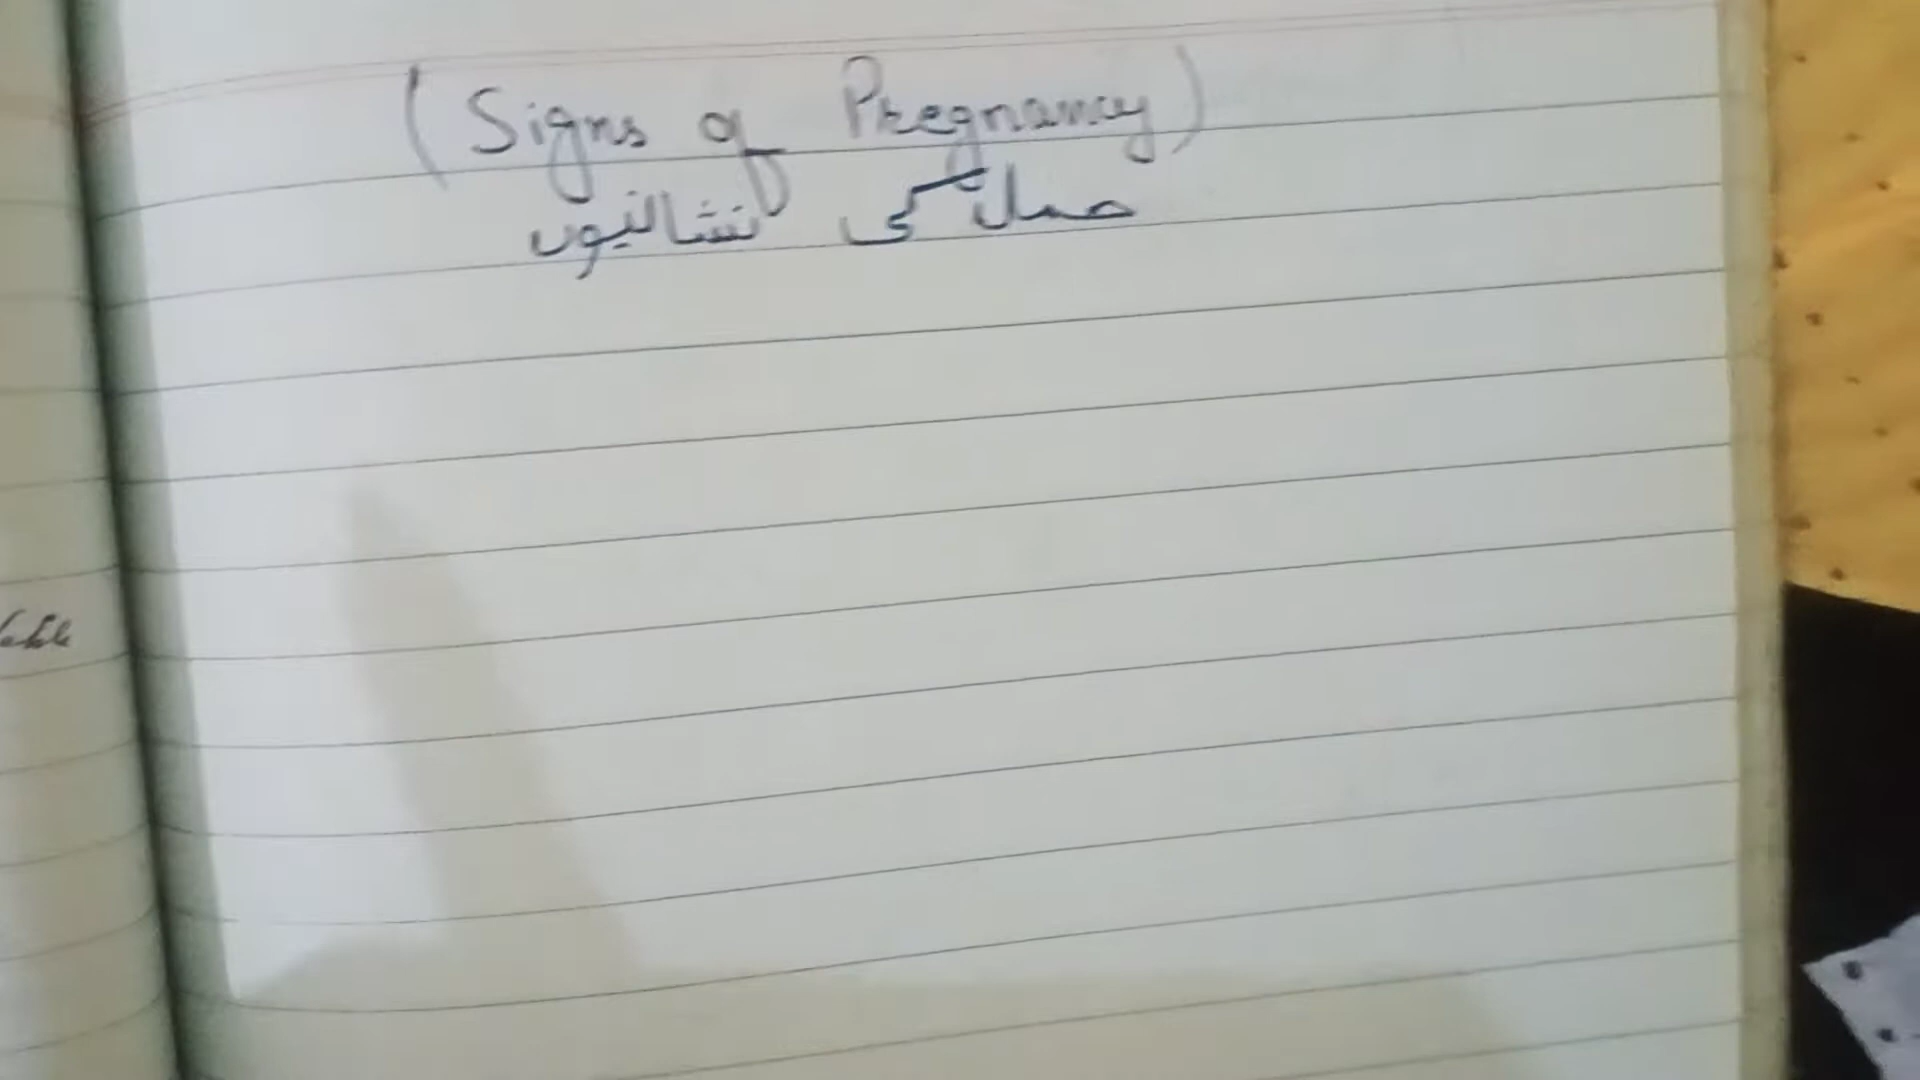 (Signs of Pregnancy)
حمل کی نشانیوں